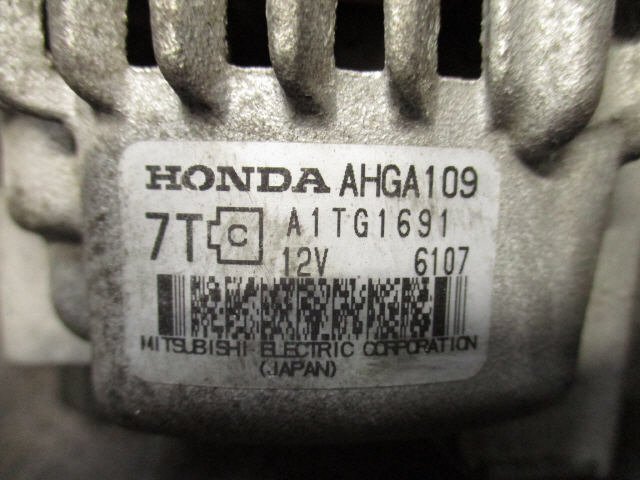 HONDA AHGA109
7T C A1TG1691
12V 6107
MITSUBISHI ELECTRIC CORPORATION
(JAPAN)